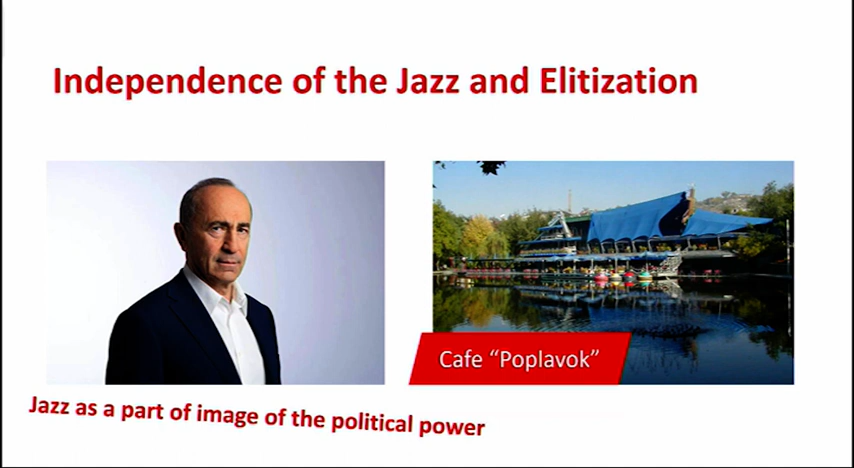 Independence of the Jazz and Elitization
Cafe “Poplavok”
Jazz as a part of image of the political power